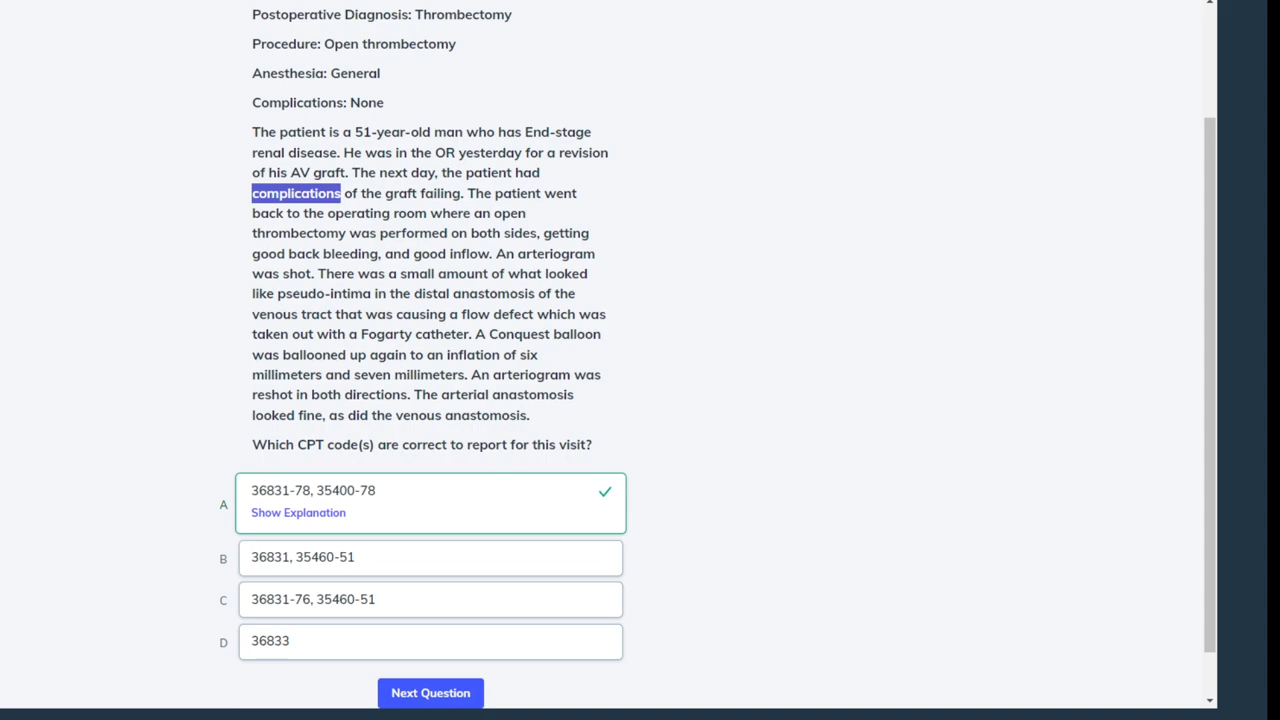 Postoperative Diagnosis: Thrombectomy
Procedure: Open thrombectomy
Anesthesia: General
Complications: None
The patient is a 51-year-old man who has End-stage
renal disease. He was in the OR yesterday for a revision
of his AV graft. The next day, the patient had
complications of the graft failing. The patient went
back to the operating room where an open
thrombectomy was performed on both sides, getting
good back bleeding, and good inflow. An arteriogram
was shot. There was a small amount of what looked
like pseudo-intima in the distal anastomosis of the
venous tract that was causing a flow defect which was
taken out with a Fogarty catheter. A Conquest balloon
was ballooned up again to an inflation of six
millimeters and seven millimeters. An arteriogram was
reshot in both directions. The arterial anastomosis
looked fine, as did the venous anastomosis.
Which CPT code(s) are correct to report for this visit?
A 36831-78, 35400-78
Show Explanation
B 36831, 35460-51
C 36831-76, 35460-51
D 36833
Next Question